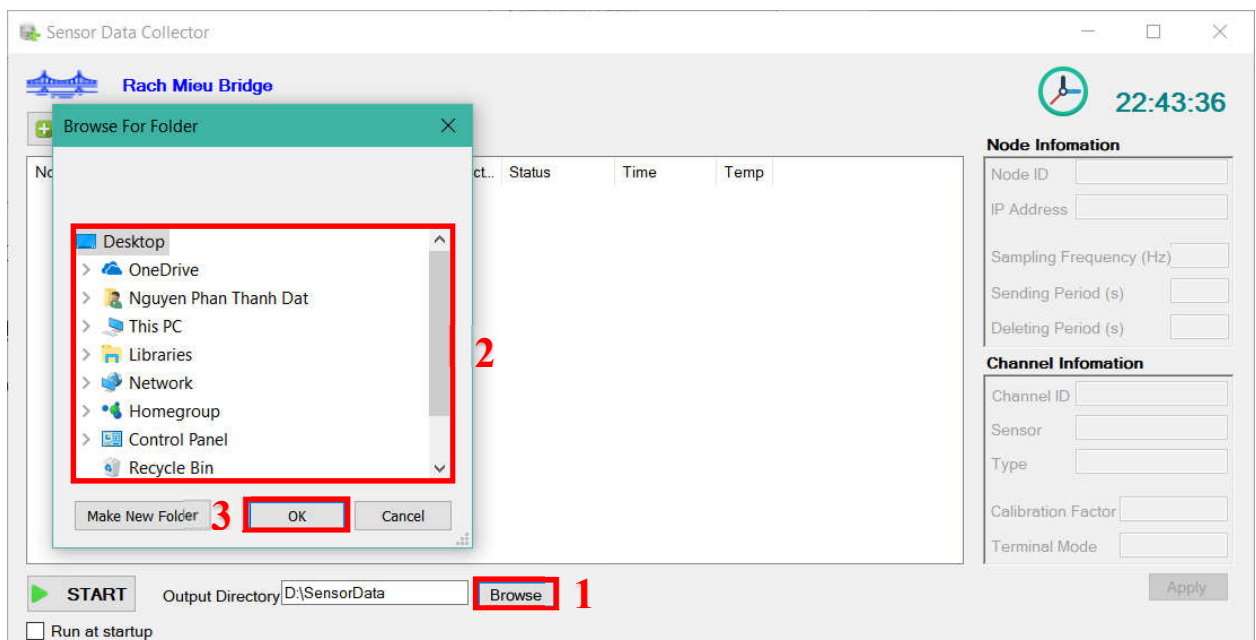 Sensor Data Collector
Rach Mieu Bridge
22:43:36
Browse For Folder
Node Infomation
No
ct... Status Time Temp
Node ID
IP Address
Desktop
OneDrive
Sampling Frequency (Hz)
Nguyen Phan Thanh Dat
Sending Period (s)
This PC
Deleting Period (s)
Libraries
2
Channel Infomation
Network
Channel ID
Homegroup
Sensor
Control Panel
Type
Recycle Bin
Make New Folder 3 OK Cancel
Calibration Factor
Terminal Mode
START Output Directory D:\SensorData Browse 1
Apply
Run at startup